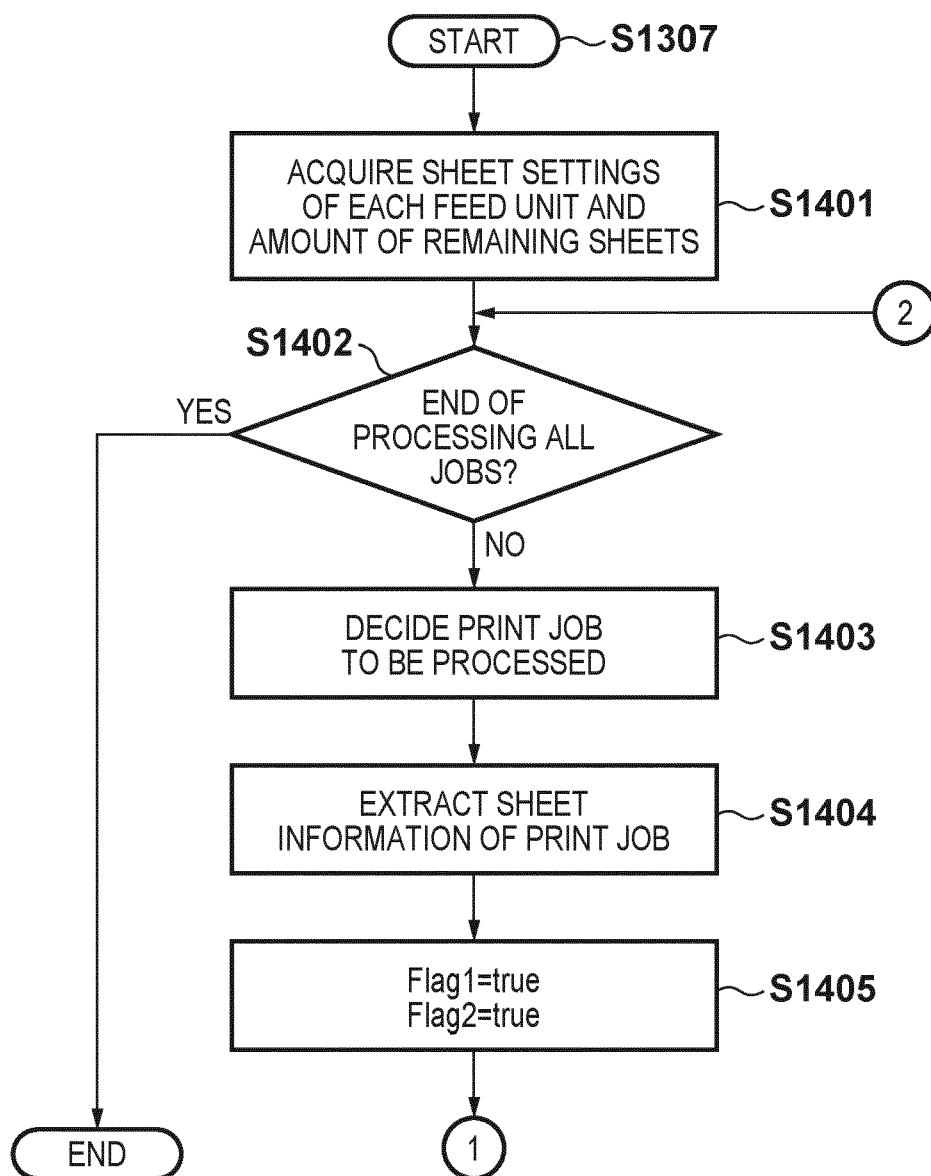 START
S1307
ACQUIRE SHEET SETTINGS
OF EACH FEED UNIT AND
AMOUNT OF REMAINING SHEETS
S1401
2
S1402
YES
END OF
PROCESSING ALL
JOBS?
NO
DECIDE PRINT JOB
TO BE PROCESSED
S1403
EXTRACT SHEET
INFORMATION OF PRINT JOB
S1404
Flag1=true
Flag2=true
S1405
END
1